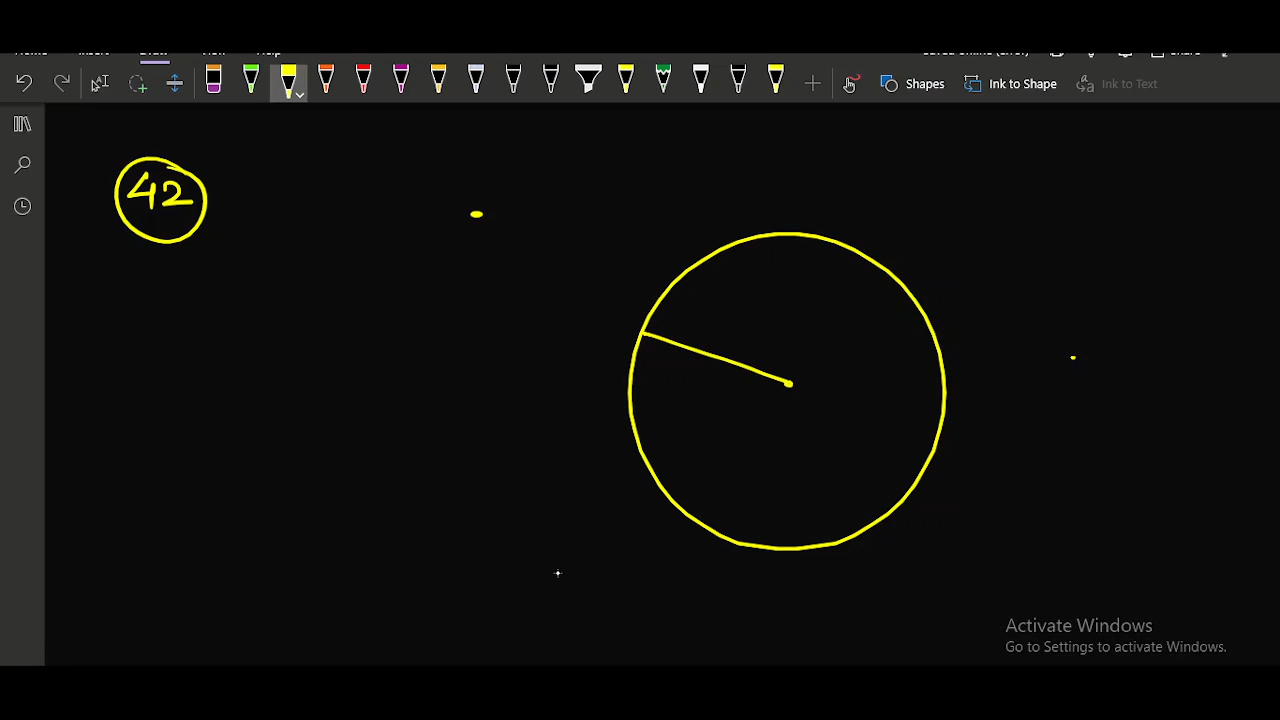 Shapes
Ink to Shape
Ink to Text
42
Activate Windows
Go to Settings to activate Windows.